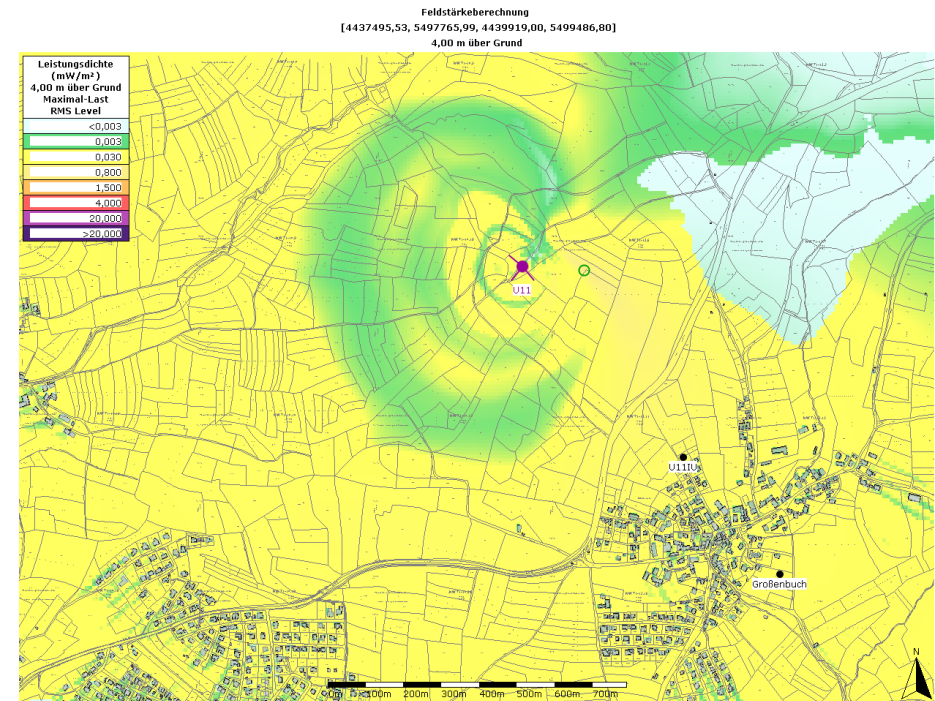 Feldstärkeberechnung
[4437495,53, 5497765,99, 4439919,00, 5499486,80]
4,00 m über Grund
Leistungsdichte
(mW/m²)
4,00 m über Grund
Maximal-Last
RMS Level
<0,003
0,003
0,030
0,800
1,500
4,000
20,000
>20,000
U11
U11IU
Großenbuch
N
0m 100m 200m 300m 400m 500m 600m 700m